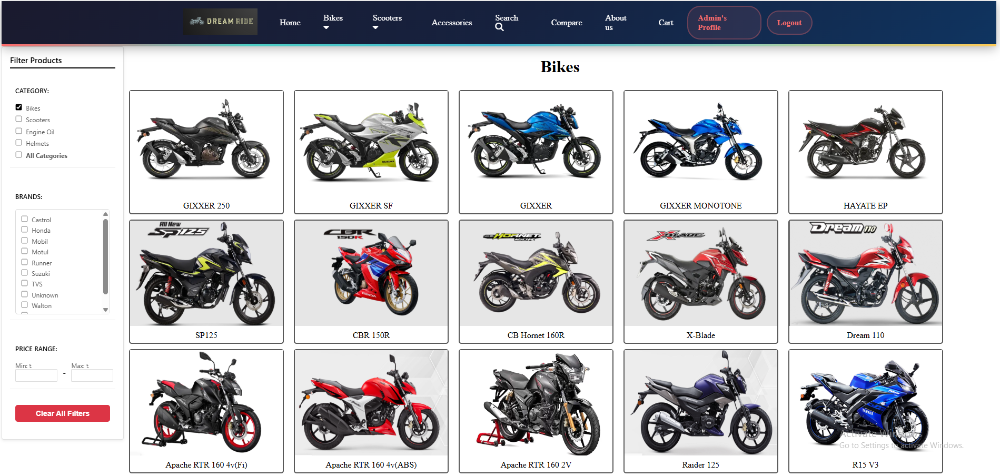 DREAM RIDE
Home
Bikes
Scooters
Accessories
Search
Compare
About
us
Cart
Admin's
Profile
Logout
Filter Products
CATEGORY:
Bikes
Scooters
Engine Oil
Helmets
All Categories
BRANDS:
Castrol
Honda
Mobil
Motul
Runner
Suzuki
TVS
Unknown
Walton
PRICE RANGE:
Min: ৳
Max: ৳
-
Clear All Filters
Bikes
GIXXER 250
SUZUKI
GIXXER SF
GIXXER
GIXXER MONOTONE
HAYATE EP
All New
SP125
SP125
CBR
150R
HONDA
CBR 150R
CB HORNET
160R
CB Hornet 160R
X BLADE
X-Blade
Dream 110
Dream 110
Apache RTR 160 4v(Fi)
Apache RTR 160 4v(ABS)
Apache RTR 160 2V
Raider 125
YAMAHA
R15 V3
Activate Windows
Go to Settings to activate Windows.